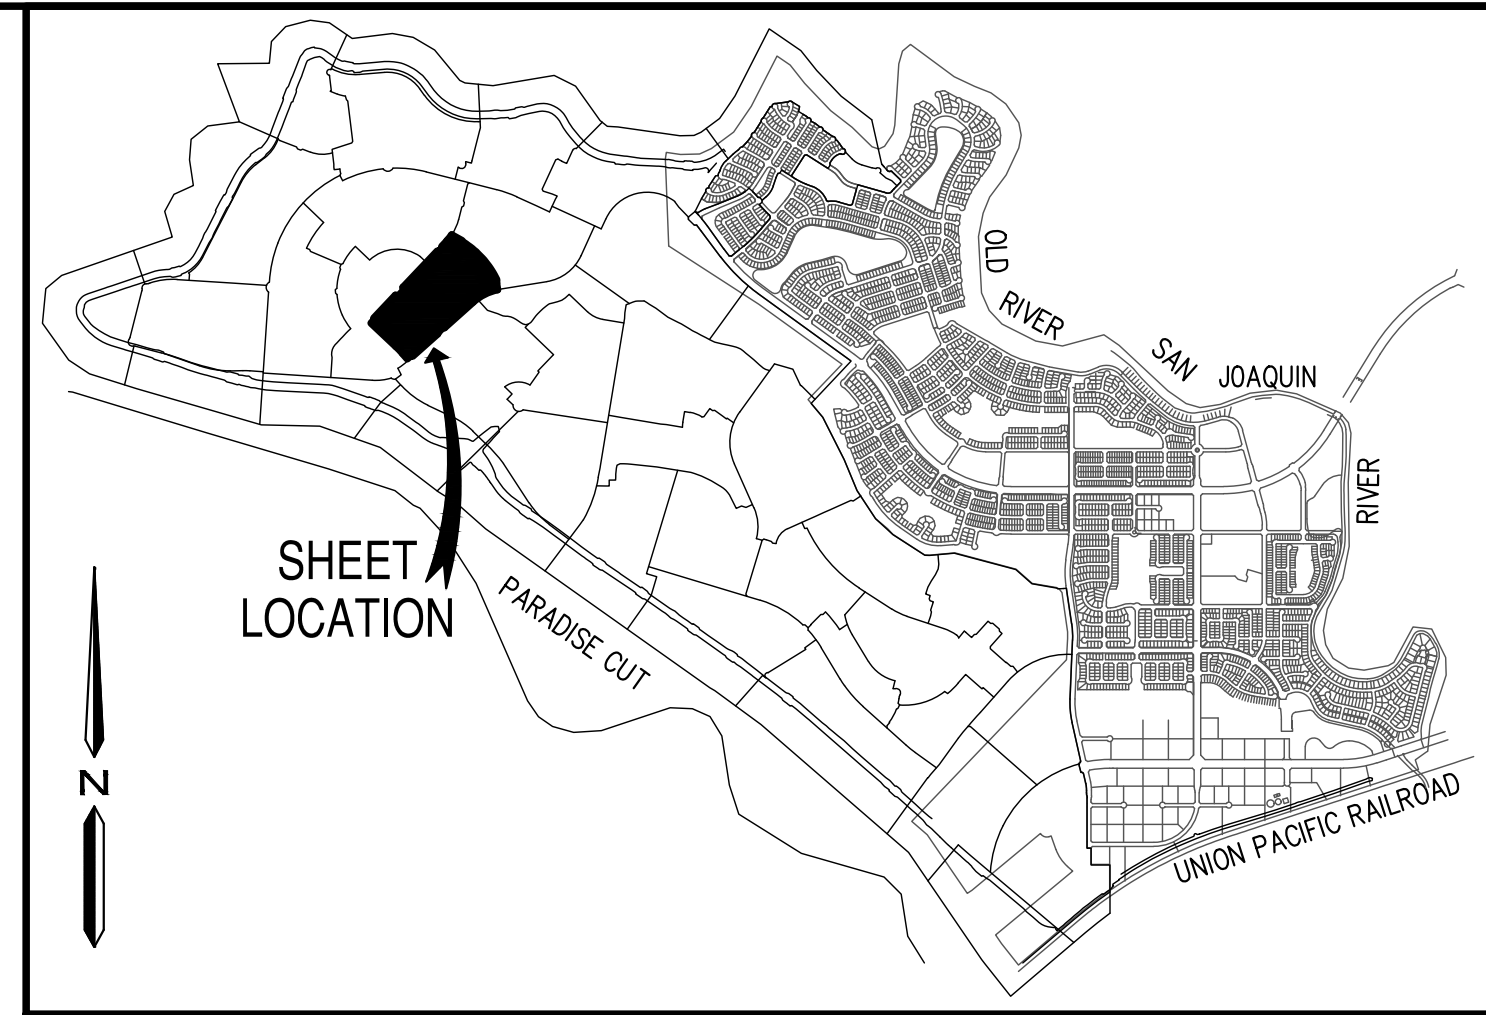 OLD
RIVER
SAN
JOAQUIN
RIVER
SHEET
LOCATION
PARADISE CUT
N
UNION PACIFIC RAILROAD